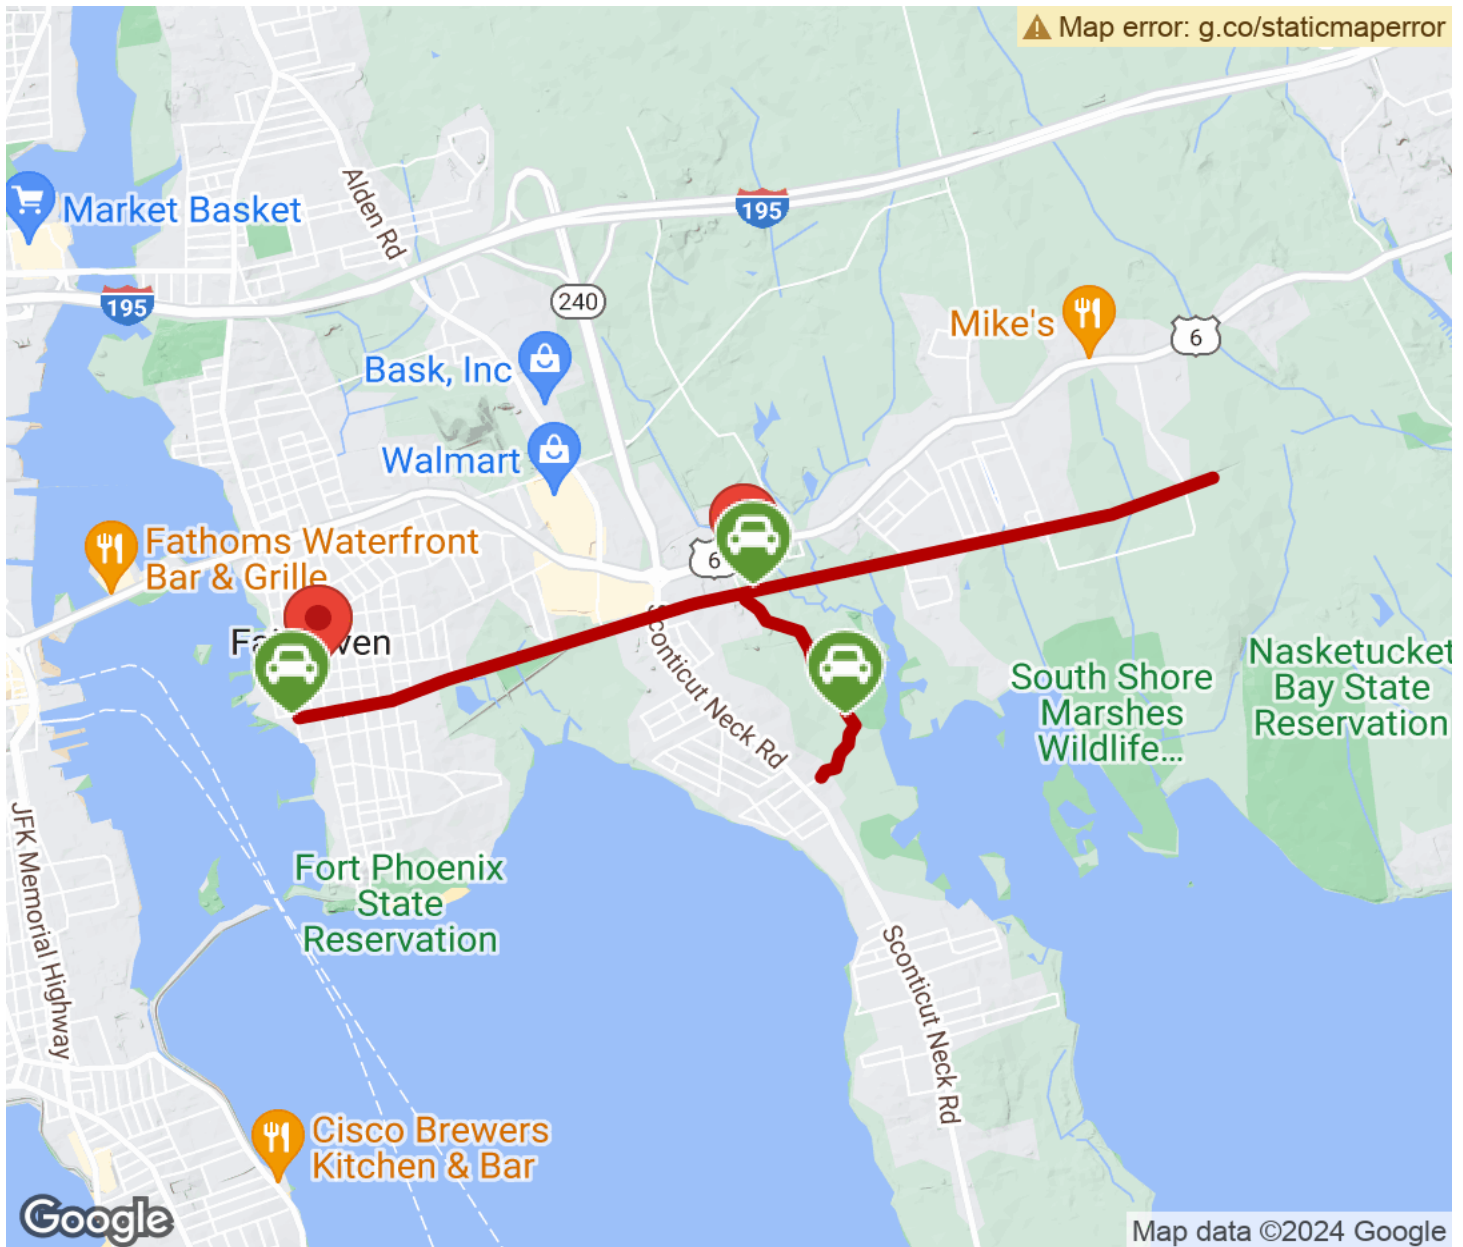 Map error: g.co/staticmaperror
Alden Rd
Market Basket
195
195
240
Mike's
6
Bask, Inc
Walmart
Fathoms Waterfront
Bar & Grille
6
Sconticut Neck Rd
South Shore
Marshes
Wildlife...
Nasketucket
Bay State
Reservation
JFK Memorial Highway
Fort Phoenix
State
Reservation
Sconticut Neck Rd
Cisco Brewers
Kitchen & Bar
Google
Map data ©2024 Google